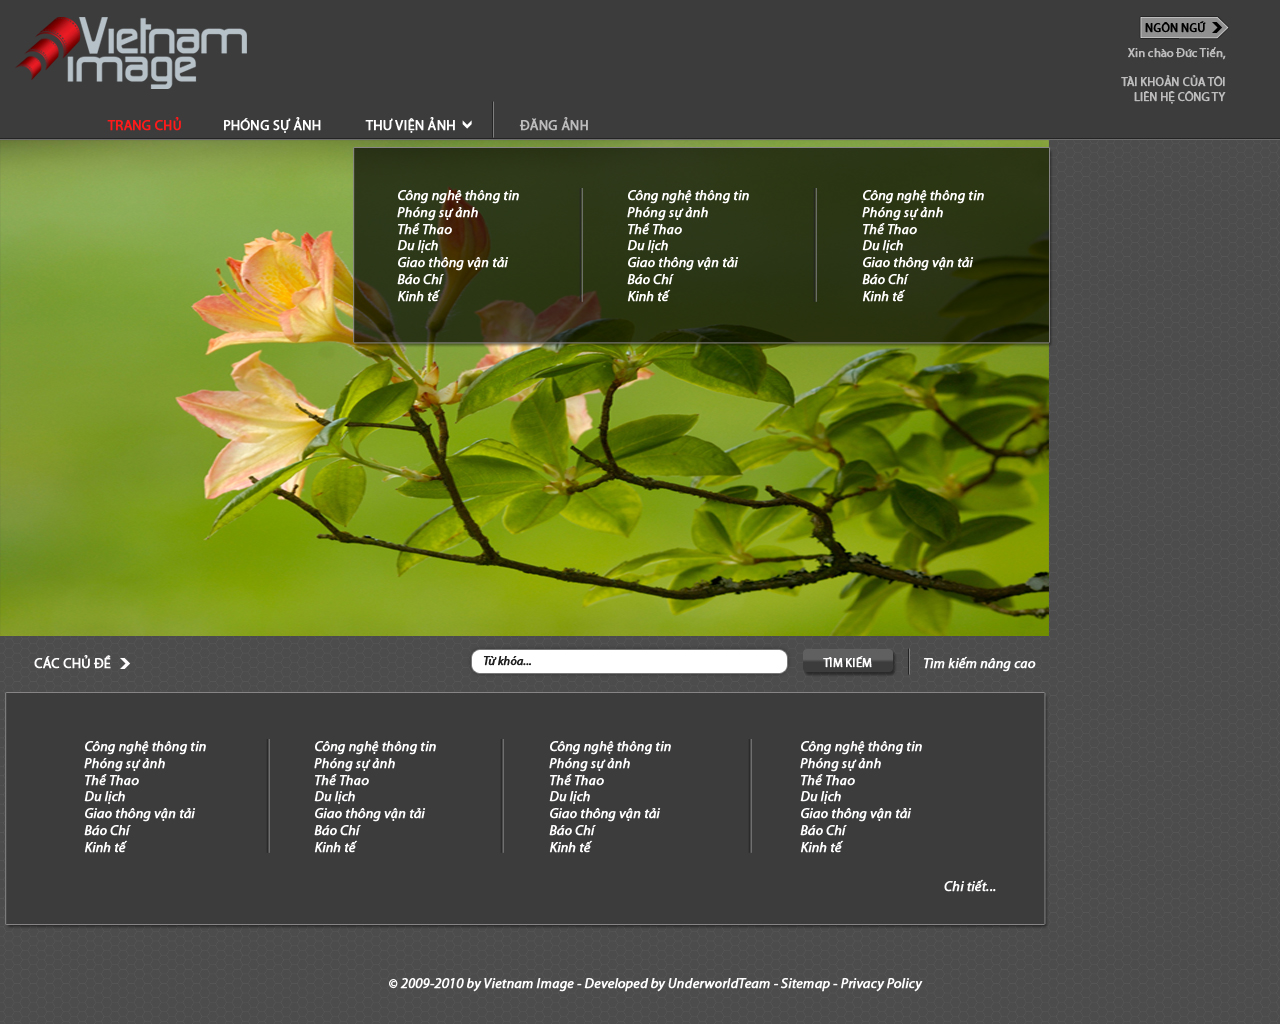 Vietnam
image
NGÔN NGỮ
Xin chào Đức Tiến,
TÀI KHOẢN CỦA TÔI
LIÊN HỆ CÔNG TY
TRANG CHỦ PHÓNG SỰ ẢNH THƯ VIỆN ẢNH ĐĂNG ẢNH
Công nghệ thông tin
Phóng sự ảnh
Thể Thao
Du lịch
Giao thông vận tải
Báo Chí
Kinh tế
Công nghệ thông tin
Phóng sự ảnh
Thể Thao
Du lịch
Giao thông vận tải
Báo Chí
Kinh tế
Công nghệ thông tin
Phóng sự ảnh
Thể Thao
Du lịch
Giao thông vận tải
Báo Chí
Kinh tế
CÁC CHỦ ĐỀ Từ khóa... TÌM KIẾM Tìm kiếm nâng cao
Công nghệ thông tin
Phóng sự ảnh
Thể Thao
Du lịch
Giao thông vận tải
Báo Chí
Kinh tế
Công nghệ thông tin
Phóng sự ảnh
Thể Thao
Du lịch
Giao thông vận tải
Báo Chí
Kinh tế
Công nghệ thông tin
Phóng sự ảnh
Thể Thao
Du lịch
Giao thông vận tải
Báo Chí
Kinh tế
Công nghệ thông tin
Phóng sự ảnh
Thể Thao
Du lịch
Giao thông vận tải
Báo Chí
Kinh tế
Chi tiết...
© 2009-2010 by Vietnam Image - Developed by UnderworldTeam - Sitemap - Privacy Policy